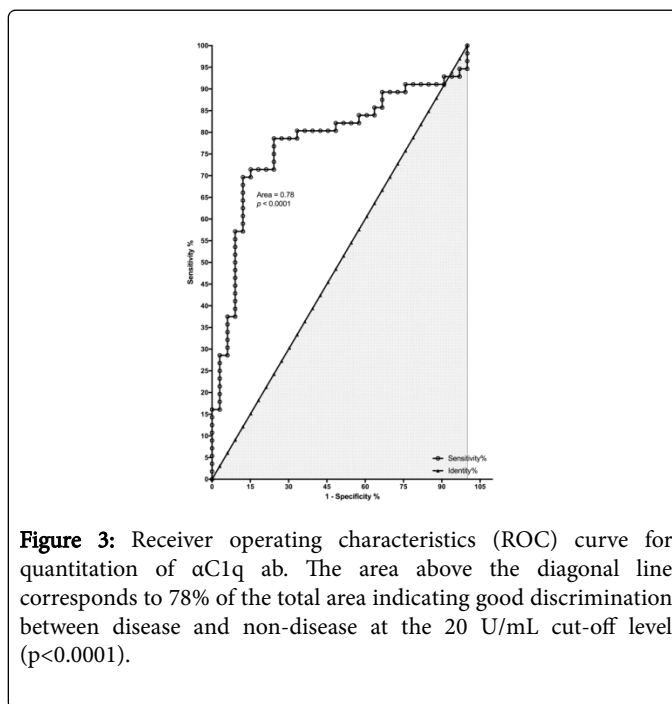 100
95
90
85
80
75
70
65
60
55
50
45
40
35
30
25
20
15
10
5
0
Sensitivity %
Area = 0.78
p < 0.0001
Sensitivity%
Identity%
0 15 30 45 60 75 90 105
1 - Specificity %
Figure 3: Receiver operating characteristics (ROC) curve for
quantitation of αC1q ab. The area above the diagonal line
corresponds to 78% of the total area indicating good discrimination
between disease and non-disease at the 20 U/mL cut-off level
(p<0.0001).